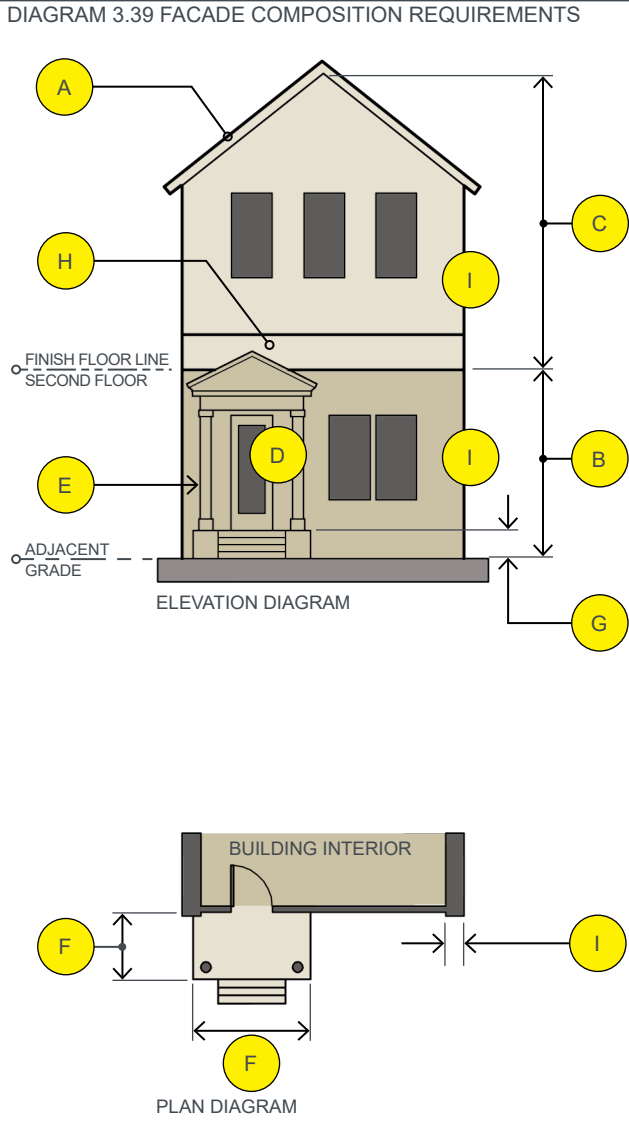 DIAGRAM 3.39 FACADE COMPOSITION REQUIREMENTS
A
C
H
I
FINISH FLOOR LINE
SECOND FLOOR
D
I
B
E
ADJACENT
GRADE
ELEVATION DIAGRAM
G
BUILDING INTERIOR
F
I
F
PLAN DIAGRAM